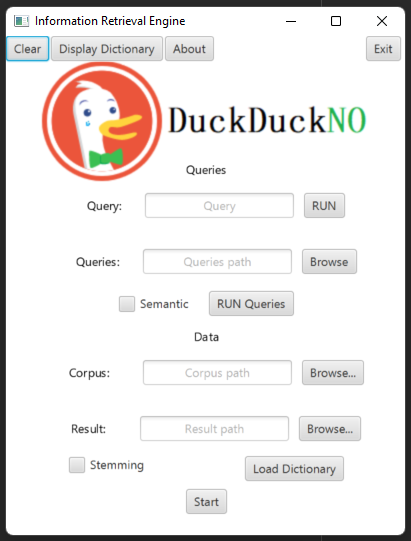 Information Retrieval Engine
Clear Display Dictionary About Exit
DuckDuckNO
Queries
Query: Query RUN
Queries: Queries path Browse
Semantic RUN Queries
Data
Corpus: Corpus path Browse...
Result: Result path Browse...
Stemming Load Dictionary
Start